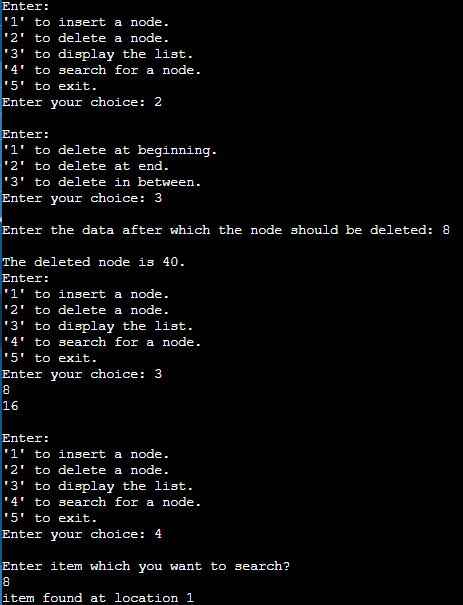 Enter:
'1' to insert a node.
'2' to delete a node.
'3' to display the list.
'4' to search for a node.
'5' to exit.
Enter your choice: 2
Enter:
'1' to delete at beginning.
'2' to delete at end.
'3' to delete in between.
Enter your choice: 3
Enter the data after which the node should be deleted: 8
The deleted node is 40.
Enter:
'1' to insert a node.
'2' to delete a node.
'3' to display the list.
'4' to search for a node.
'5' to exit.
Enter your choice: 3
8
16
Enter:
'1' to insert a node.
'2' to delete a node.
'3' to display the list.
'4' to search for a node.
'5' to exit.
Enter your choice: 4
Enter item which you want to search?
8
item found at location 1